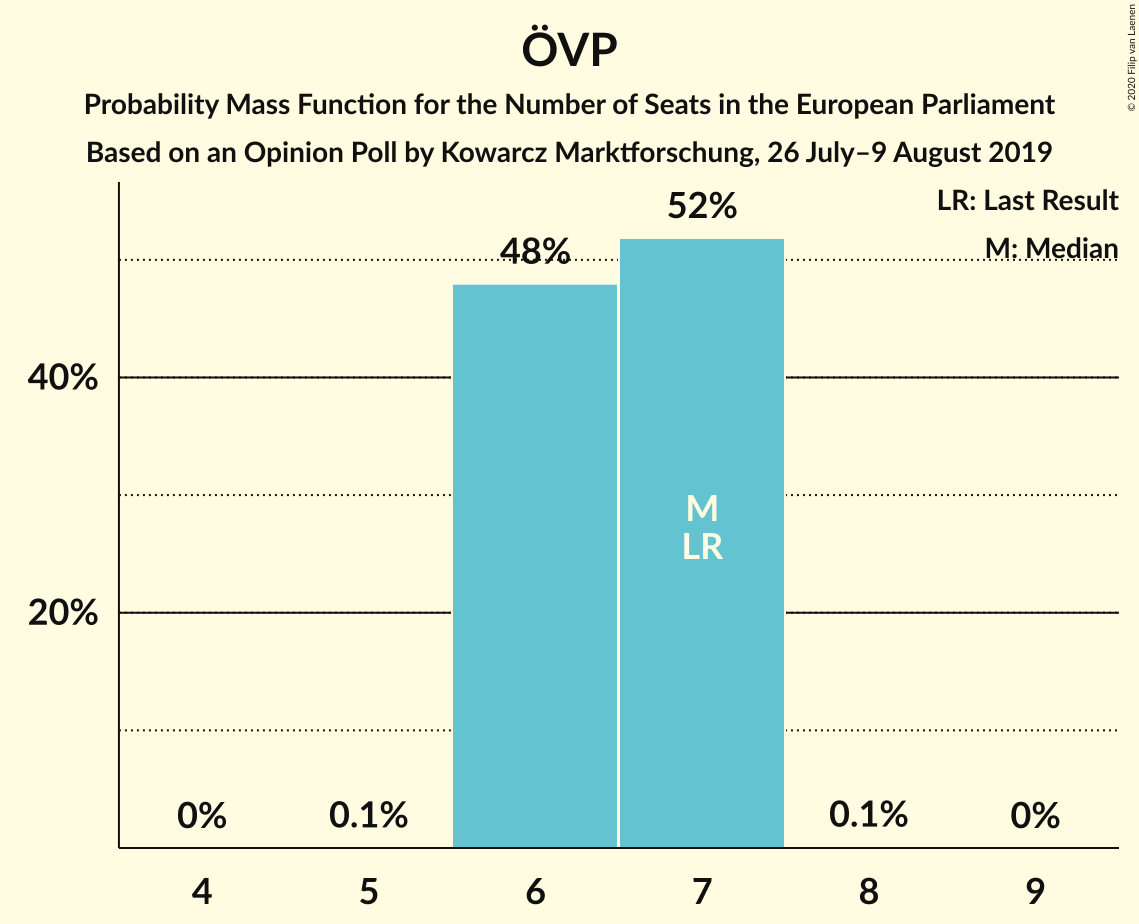 ÖVP
Probability Mass Function for the Number of Seats in the European Parliament
Based on an Opinion Poll by Kowarcz Marktforschung, 26 July–9 August 2019
© 2020 Filip van Laenen
LR: Last Result
M: Median
52%
48%
40%
20%
M
LR
0%
0.1%
0.1%
0%
4
5
6
7
8
9